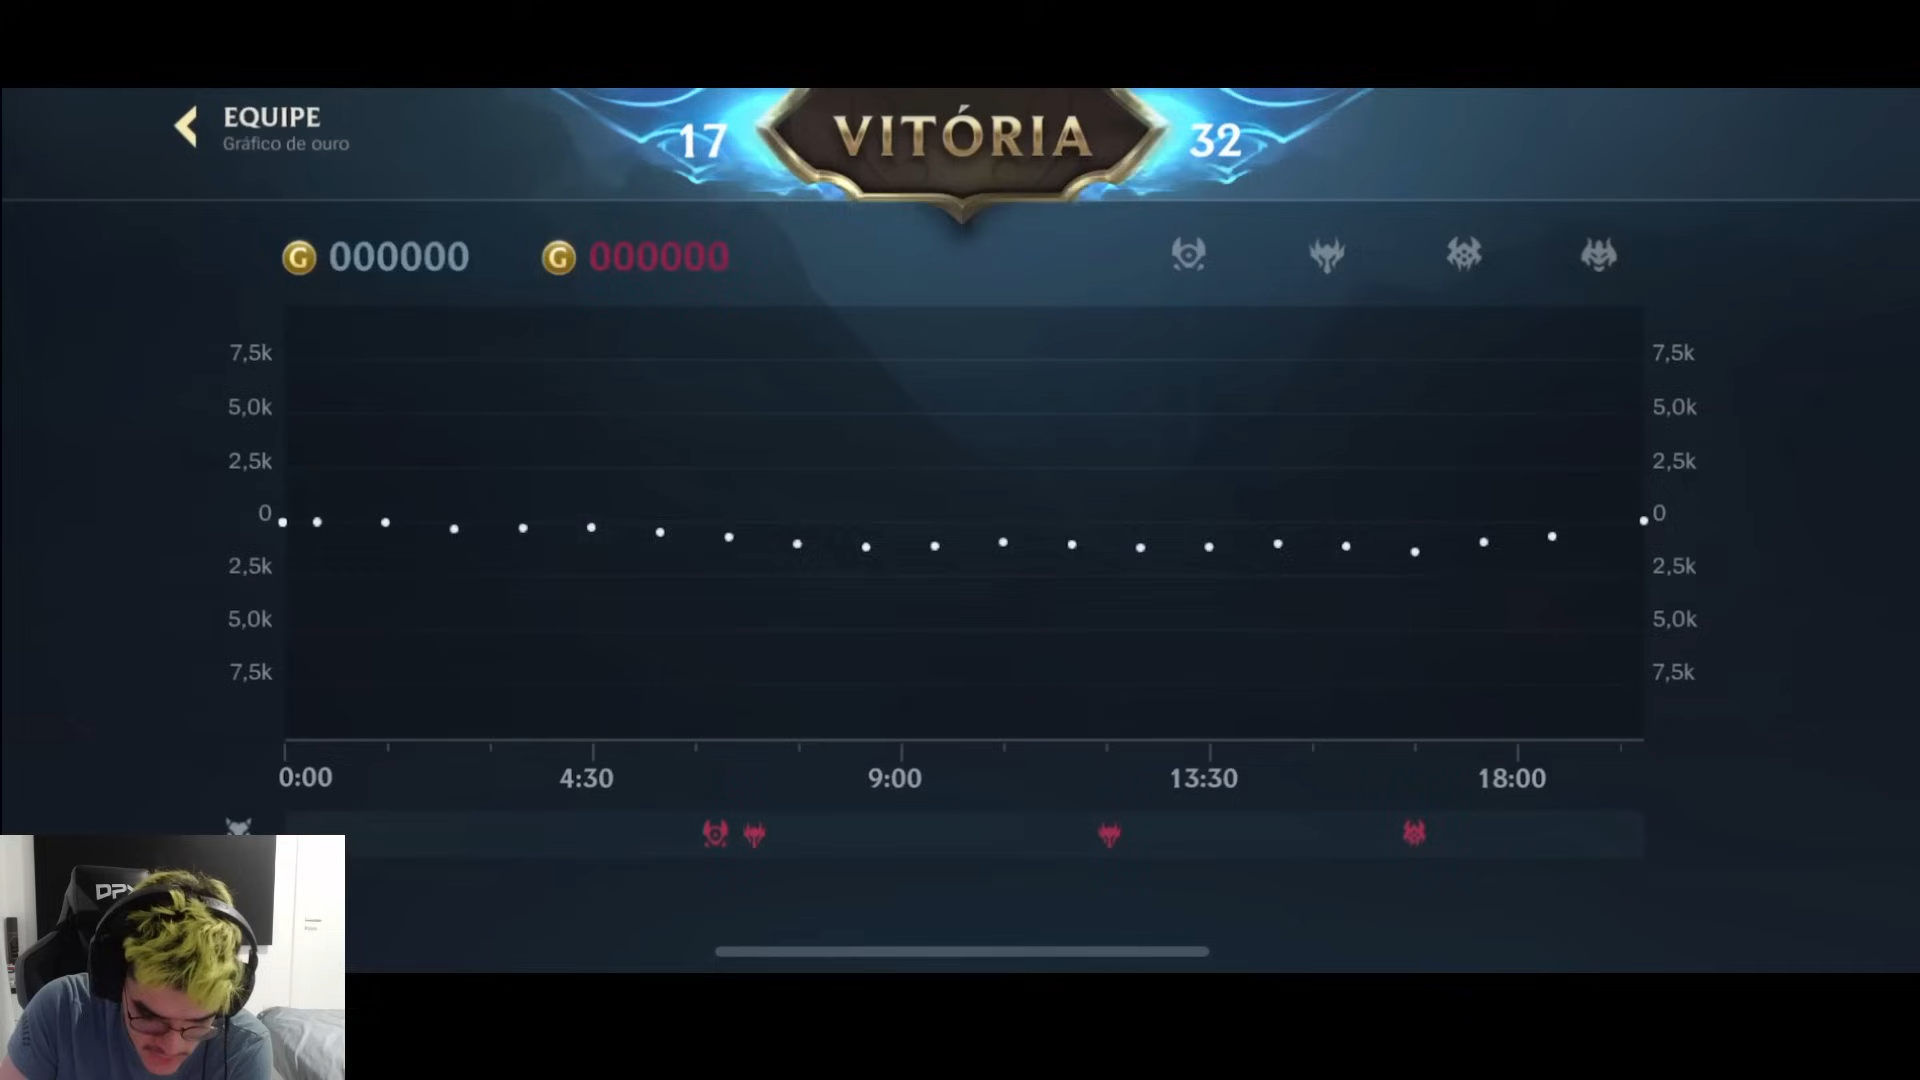 EQUIPE
Gráfico de ouro
17
VITÓRIA
32
G 000000
G 000000
7,5k
7,5k
5,0k
5,0k
2,5k
2,5k
0
0
2,5k
2,5k
5,0k
5,0k
7,5k
7,5k
0:00
4:30
9:00
13:30
18:00
DPX